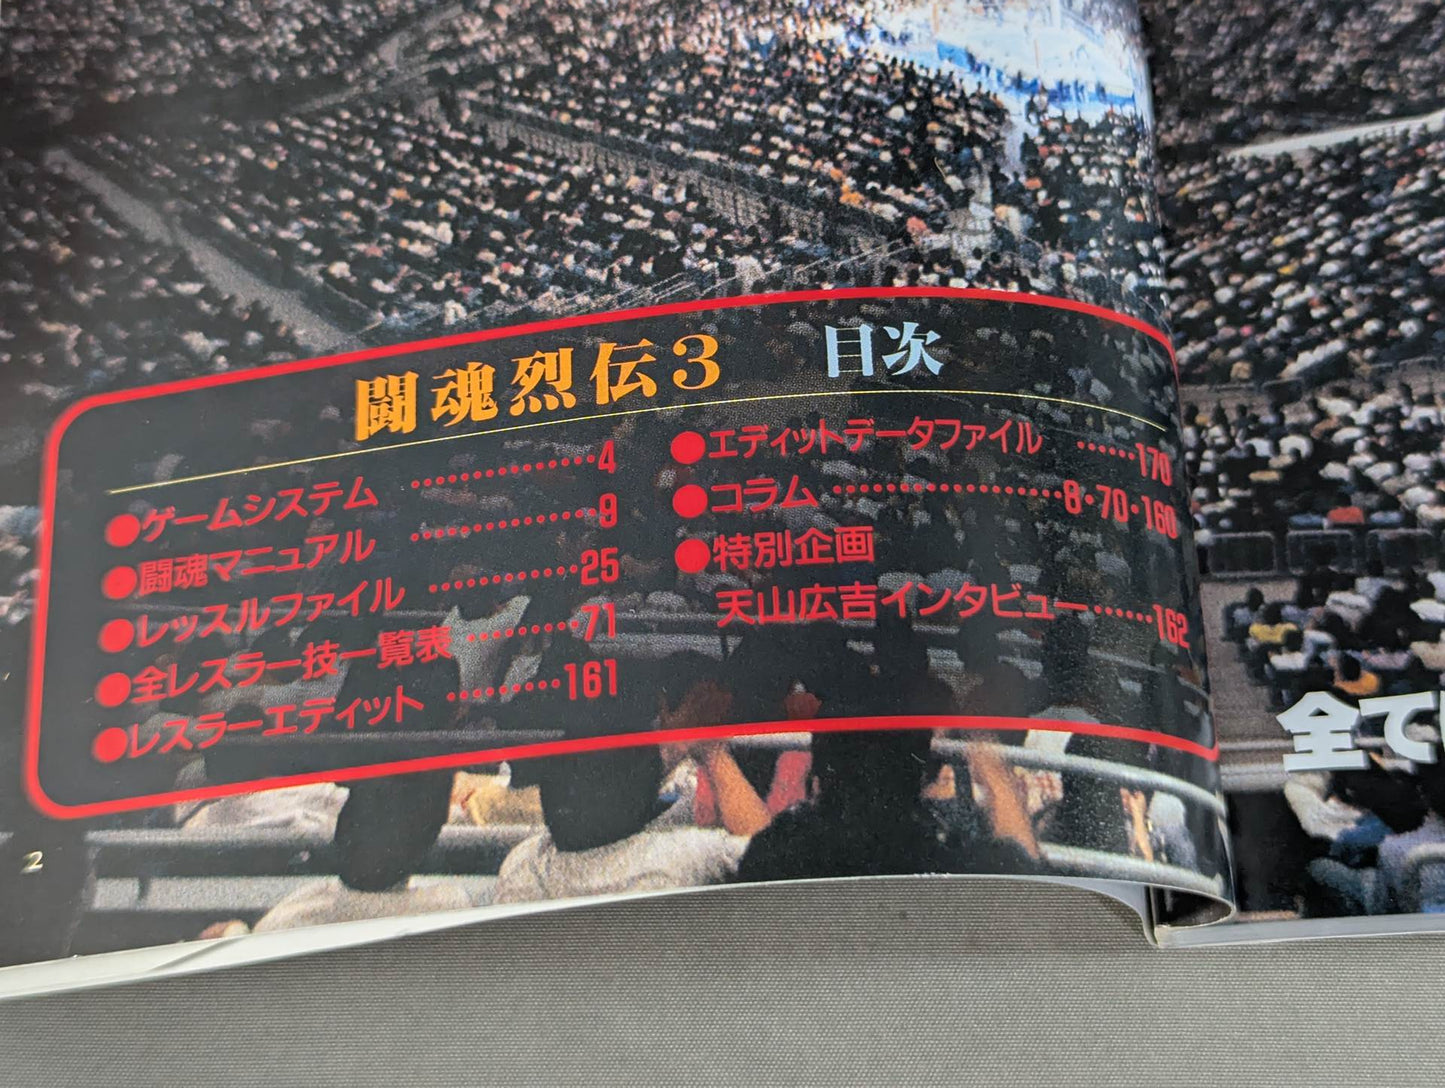 闘魂烈伝3 目次
●ゲームシステム ……………4
●闘魂マニュアル ……………9
●レッスルファイル …………25
●全レスラー技一覧表 ………71
●レスラーエディット ………161
●エディットデータファイル ……170
●コラム …………………8・70・160
●特別企画
天山広吉インタビュー……162
2
全て